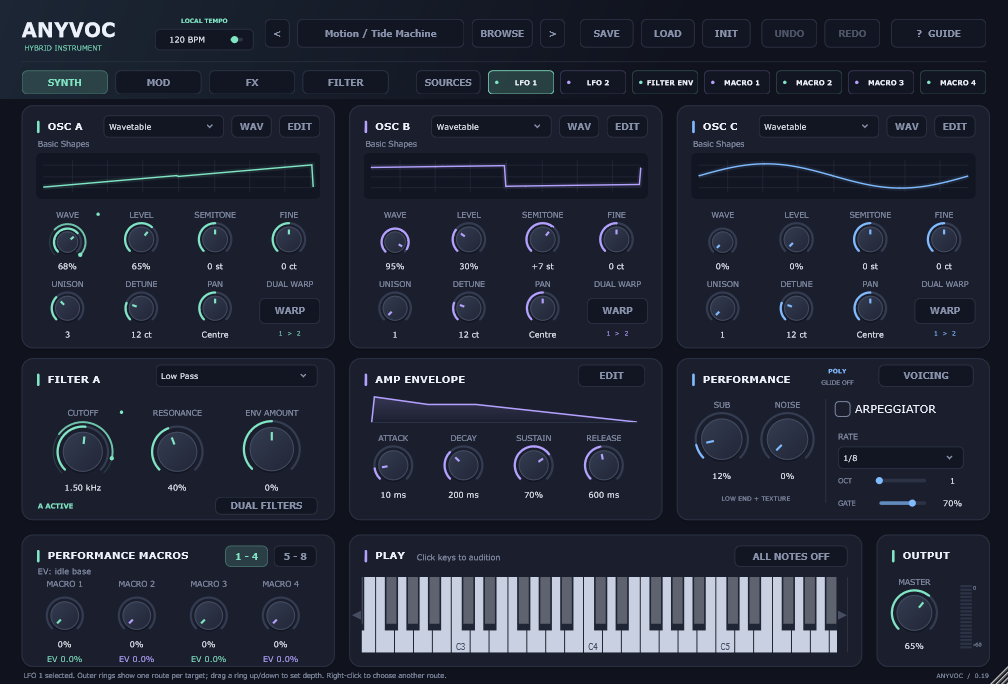 ANYVOC
HYBRID INSTRUMENT
LOCAL TEMPO
120 BPM
< Motion / Tide Machine BROWSE > SAVE LOAD INIT UNDO REDO ? GUIDE
SYNTH MOD FX FILTER SOURCES LFO 1 LFO 2 FILTER ENV MACRO 1 MACRO 2 MACRO 3 MACRO 4
OSC A Wavetable WAV EDIT
Basic Shapes
WAVE LEVEL SEMITONE FINE
68% 65% 0 st 0 ct
UNISON DETUNE PAN DUAL WARP
WARP
3 12 ct Centre 1 > 2
OSC B Wavetable WAV EDIT
Basic Shapes
WAVE LEVEL SEMITONE FINE
95% 30% +7 st 0 ct
UNISON DETUNE PAN DUAL WARP
WARP
1 12 ct Centre 1 > 2
OSC C Wavetable WAV EDIT
Basic Shapes
WAVE LEVEL SEMITONE FINE
0% 0% 0 st 0 ct
UNISON DETUNE PAN DUAL WARP
WARP
1 12 ct Centre 1 > 2
FILTER A Low Pass
CUTOFF RESONANCE ENV AMOUNT
1.50 kHz 40% 0%
A ACTIVE DUAL FILTERS
AMP ENVELOPE EDIT
ATTACK DECAY SUSTAIN RELEASE
10 ms 200 ms 70% 600 ms
PERFORMANCE POLY VOICING
GLIDE OFF
SUB NOISE
12% 0%
LOW END + TEXTURE
ARPEGGIATOR
RATE
1/8
OCT 1
GATE 70%
PERFORMANCE MACROS 1 - 4 5 - 8
EV: idle base
MACRO 1 MACRO 2 MACRO 3 MACRO 4
0% 0% 0% 0%
EV 0.0% EV 0.0% EV 0.0% EV 0.0%
PLAY Click keys to audition ALL NOTES OFF
C3 C4 C5
OUTPUT
MASTER
0
-60
65%
LFO 1 selected. Outer rings show one route per target; drag a ring up/down to set depth. Right-click to choose another route.
ANYVOC / 0.19